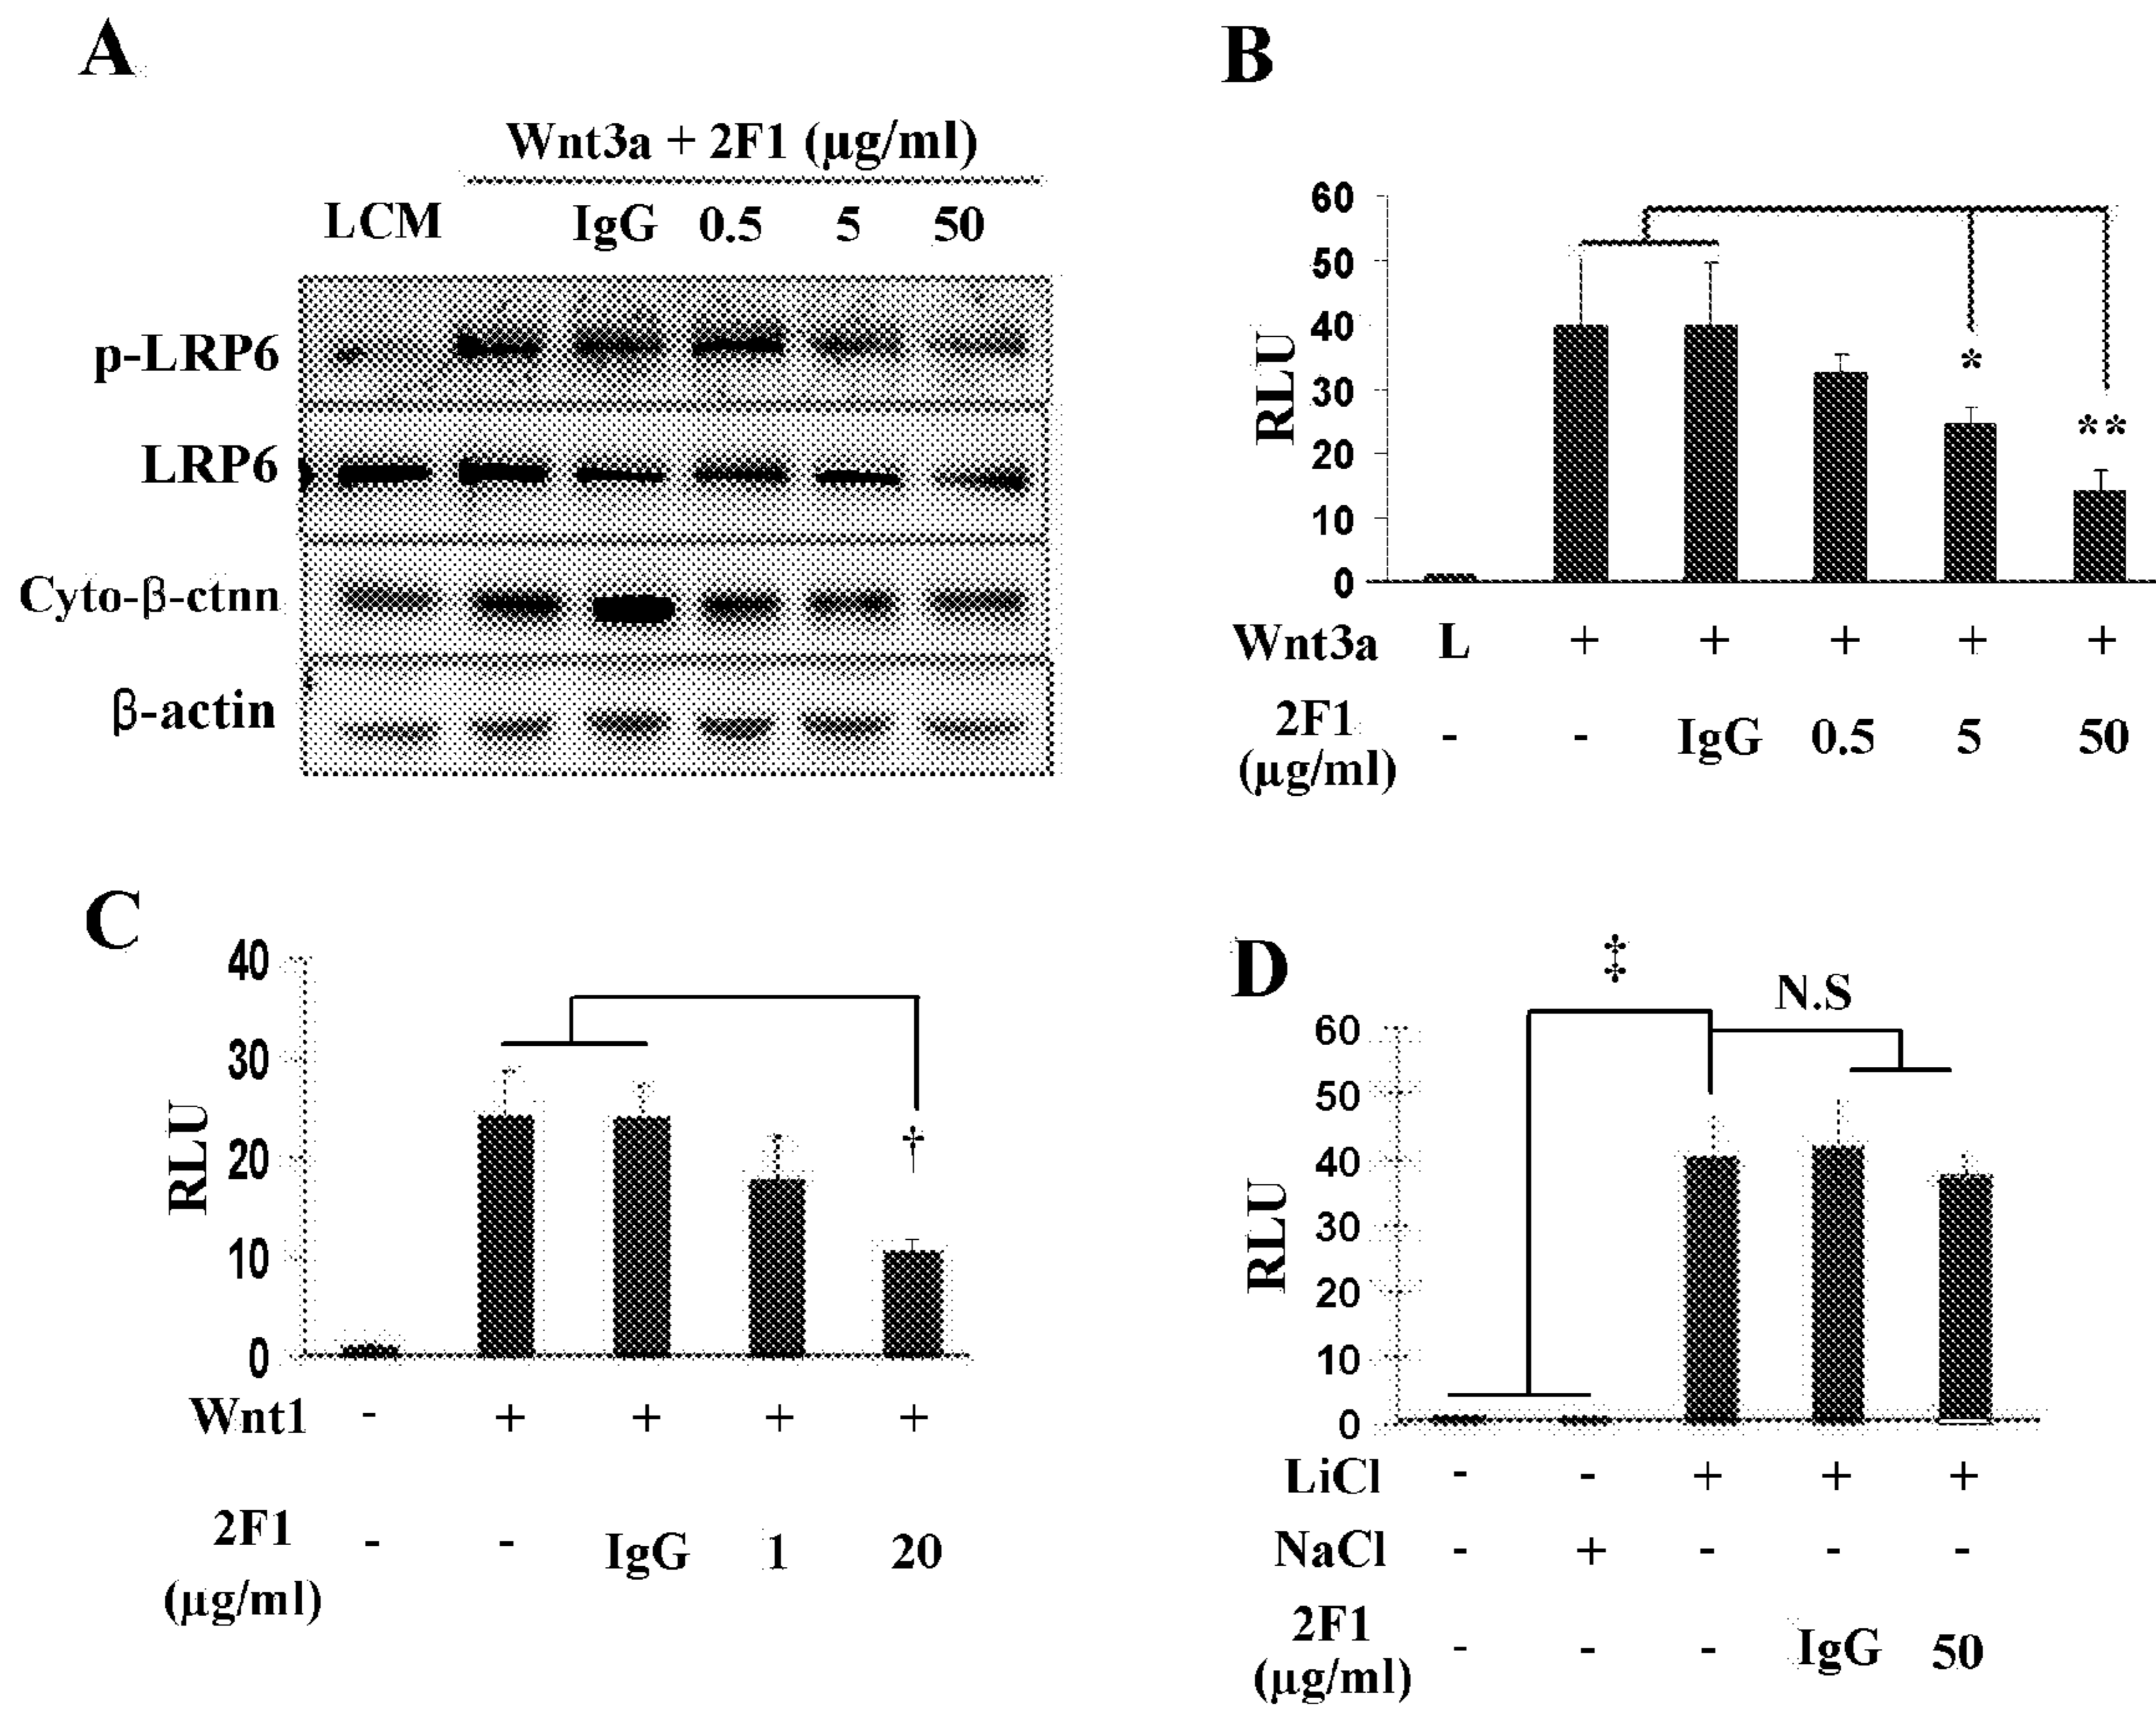 A
Wnt3a + 2F1 (μg/ml)
LCM IgG 0.5 5 50
p-LRP6
LRP6
Cyto-β-ctnn
β-actin
B
60
50
40
30
20
10
0
RLU
*
**
Wnt3a L + + + + +
2F1 - - IgG 0.5 5 50
(μg/ml)
C
40
30
20
10
0
RLU
†
Wnt1 - + + + +
2F1 - - IgG 1 20
(μg/ml)
D
‡
N.S
60
50
40
30
20
10
0
RLU
LiCl - - + + +
NaCl - + - - -
2F1 - - - IgG 50
(μg/ml)